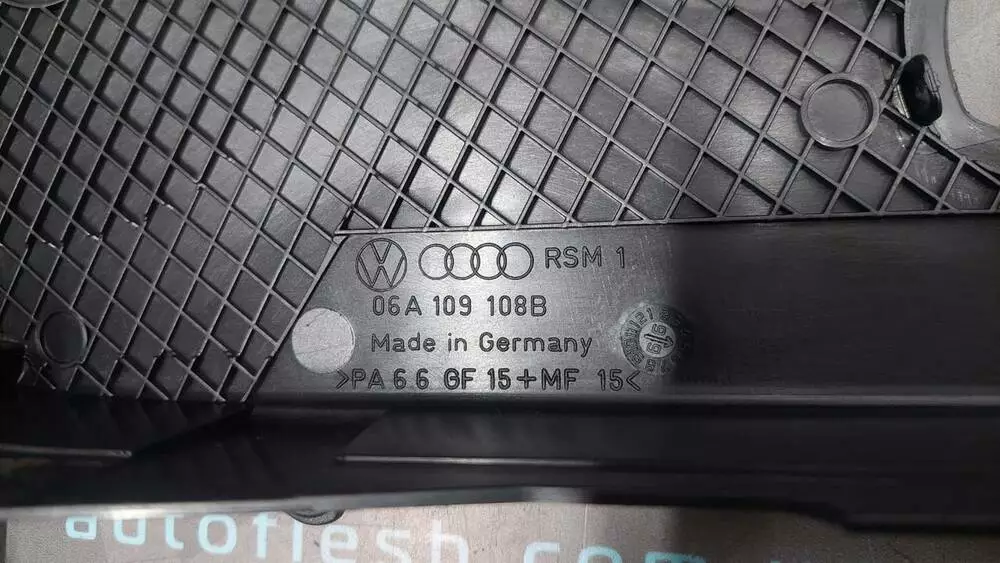 RSM 1
06A 109 108B
Made in Germany
>PA 6.6 GF 15+MF 15<
autoflesh.com